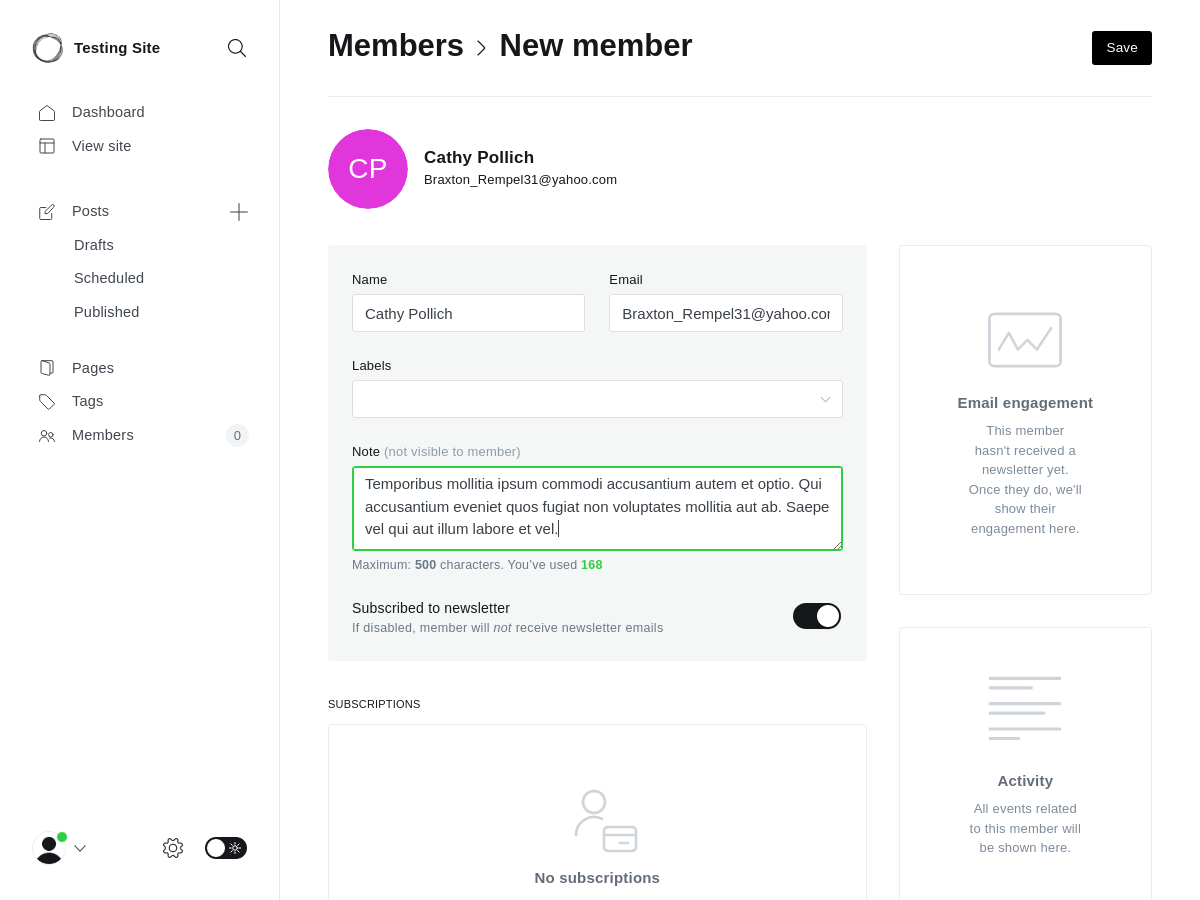 Testing Site
Dashboard
View site
Posts
Drafts
Scheduled
Published
Pages
Tags
Members
0
Members
New member
Save
CP
Cathy Pollich
Braxton_Rempel31@yahoo.com
Name
Email
Cathy Pollich
Braxton_Rempel31@yahoo.cor
Labels
Note (not visible to member)
Temporibus mollitia ipsum commodi accusantium autem et optio. Qui
accusantium eveniet quos fugiat non voluptates mollitia aut ab. Saepe
vel qui aut illum labore et vel.
Maximum: 500 characters. You've used 168
Subscribed to newsletter
If disabled, member will not receive newsletter emails
SUBSCRIPTIONS
No subscriptions
Email engagement
This member
hasn't received a
newsletter yet.
Once they do, we'll
show their
engagement here.
Activity
All events related
to this member will
be shown here.